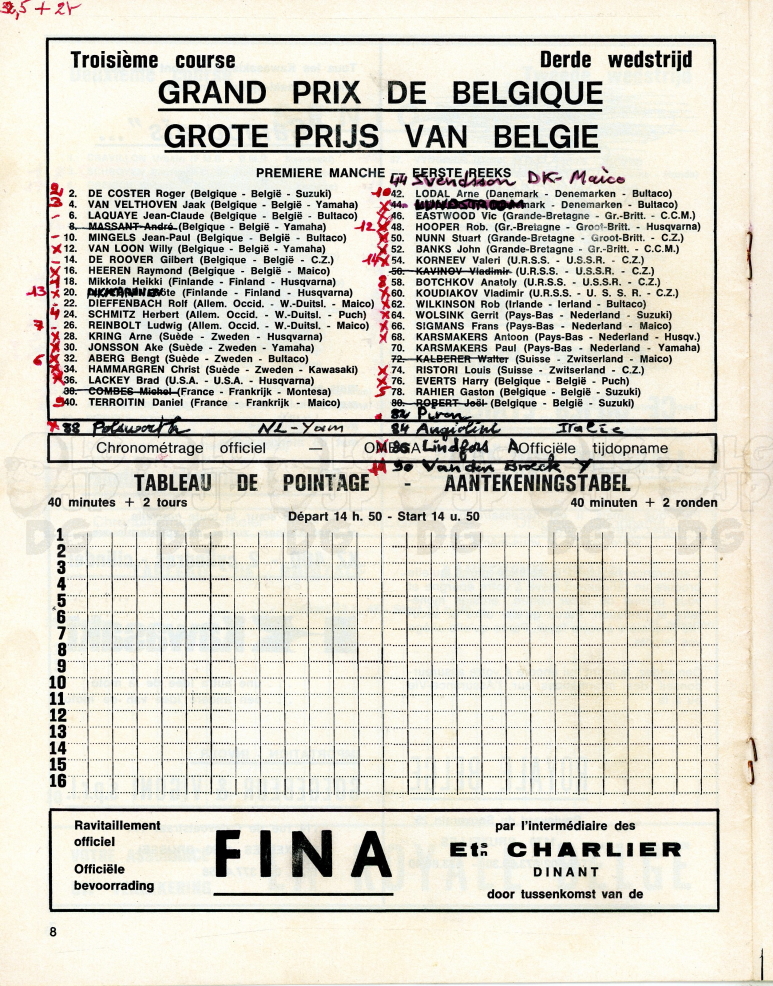 ,5 + 2T
Troisième course Derde wedstrijd
GRAND PRIX DE BELGIQUE
GROTE PRIJS VAN BELGIE
PREMIERE MANCHE — EERSTE REEKS
44 Svendsson DK- Maico
2 2. DE COSTER Roger (Belgique - België - Suzuki)
3 4. VAN VELTHOVEN Jaak (Belgique - België - Yamaha)
- 6. LAQUAYE Jean-Claude (Belgique - België - Bultaco)
8. MASSANT André (Belgique - België - Yamaha)
- 10. MINGELS Jean-Paul (Belgique - België - Bultaco)
x 12. VAN LOON Willy (Belgique - België - Yamaha)
- 14. DE ROOVER Gilbert (Belgique - België - C.Z.)
x 16. HEEREN Raymond (Belgique - België - Maico)
18. Mikkola Heikki (Finlande - Finland - Husqvarna)
13 x 20. (Finlande - Finland - Husqvarna)
22. DIEFFENBACH Rolf (Allem. Occid. - W.-Duitsl. - Maico)
24. SCHMITZ Herbert (Allem. Occid. - W.-Duitsl. - Puch)
7 - 26. REINBOLT Ludwig (Allem. Occid. - W.-Duitsl. - Maico)
x 28. KRING Arne (Suède - Zweden - Husqvarna)
x 30. JONSSON Ake (Suède - Zweden - Yamaha)
6 x 32. ABERG Bengt (Suède - Zweden - Bultaco)
x 34. HAMMARGREN Christ (Suède - Zweden - Kawasaki)
x 36. LACKEY Brad (U.S.A. - U.S.A. - Husqvarna)
38. COMBES Michel (France - Frankrijk - Montesa)
9 40. TERROITIN Daniel (France - Frankrijk - Maico)
x 88 Polsworth NL-Yam
10 42. LODAL Arne (Danemark - Denemarken - Bultaco)
44. mark - Denemarken - Bultaco)
x 46. EASTWOOD Vic (Grande-Bretagne - Gr.-Britt. - C.C.M.)
12 x 48. HOOPER Rob. (Gr.-Bretagne - Groot-Britt. - Husqvarna)
x 50. NUNN Stuart (Grande-Bretagne - Groot-Britt. - C.Z.)
x 52. BANKS John (Grande-Bretagne - Gr.-Britt. - C.C.M.)
14 x 54. KORNEEV Valeri (U.R.S.S. - U.S.S.R. - C.Z.)
56. KAVINOV Vladimir (U.R.S.S. - U.S.S.R. - C.Z.)
8 58. BOTCHKOV Anatoly (U.R.S.S. - U.S.S.R. - C.Z.)
x 60. KOUDIAKOV Vladimir (U.R.S.S. - U. S. S. R. - C.Z.)
x 62. WILKINSON Rob (Irlande - Ierland - Bultaco)
x 64. WOLSINK Gerrit (Pays-Bas - Nederland - Suzuki)
x 66. SIGMANS Frans (Pays-Bas - Nederland - Maico)
x 68. KARSMAKERS Antoon (Pays-Bas - Nederland - Husqv.)
70. KARSMAKERS Paul (Pays-Bas - Nederland - Yamaha)
72. KALBERER Walter (Suisse - Zwitserland - Maico)
x 74. RISTORI Louis (Suisse - Zwitserland - C.Z.)
x 76. EVERTS Harry (Belgique - België - Puch)
5 78. RAHIER Gaston (Belgique - België - Suzuki)
80. ROBERT Joël (Belgique - België - Suzuki)
82 Piron
84 Angiolini Italie
x 86 Lindfors A
90 Van den Broeck Y
Chronométrage officiel — OMEGA Officiële tijdopname
TABLEAU DE POINTAGE - AANTEKENINGSTABEL
40 minutes + 2 tours 40 minuten + 2 ronden
Départ 14 h. 50 - Start 14 u. 50
1
2
3
4
5
6
7
8
9
10
11
12
13
14
15
16
Ravitaillement
officiel
Officiële
bevoorrading
FINA
par l'intermédiaire des
Ets CHARLIER
DINANT
door tussenkomst van de
8